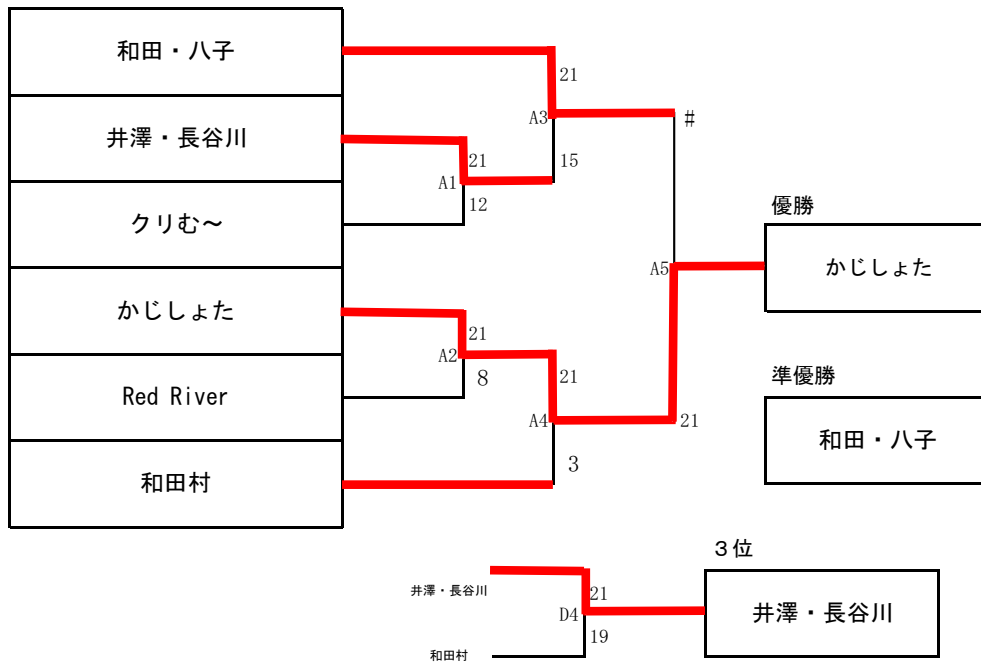 和田・八子
井澤・長谷川
クリむ～
かじしょた
Red River
和田村
21
A3
15
#
21
A1
12
21
A2
8
21
A4
3
A5
21
優勝
かじしょた
準優勝
和田・八子
３位
井澤・長谷川
井澤・長谷川
21
D4
19
和田村